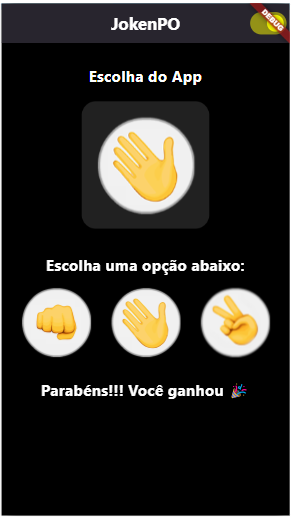 JokenPO
DEBUG
Escolha do App
Escolha uma opção abaixo:
Parabéns!!! Você ganhou 🎉